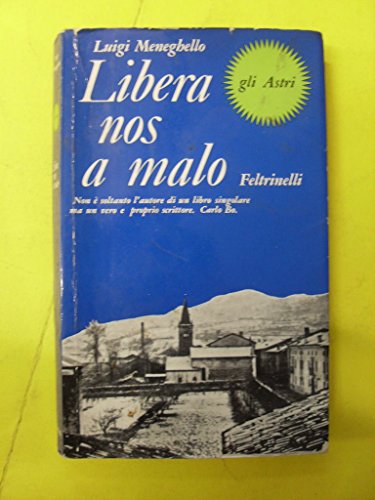 Luigi Meneghello
Libera
nos
a malo
gli Astri
Feltrinelli
Non è soltanto l'autore di un libro singolare
ma un vero e proprio scrittore. Carlo Bo.